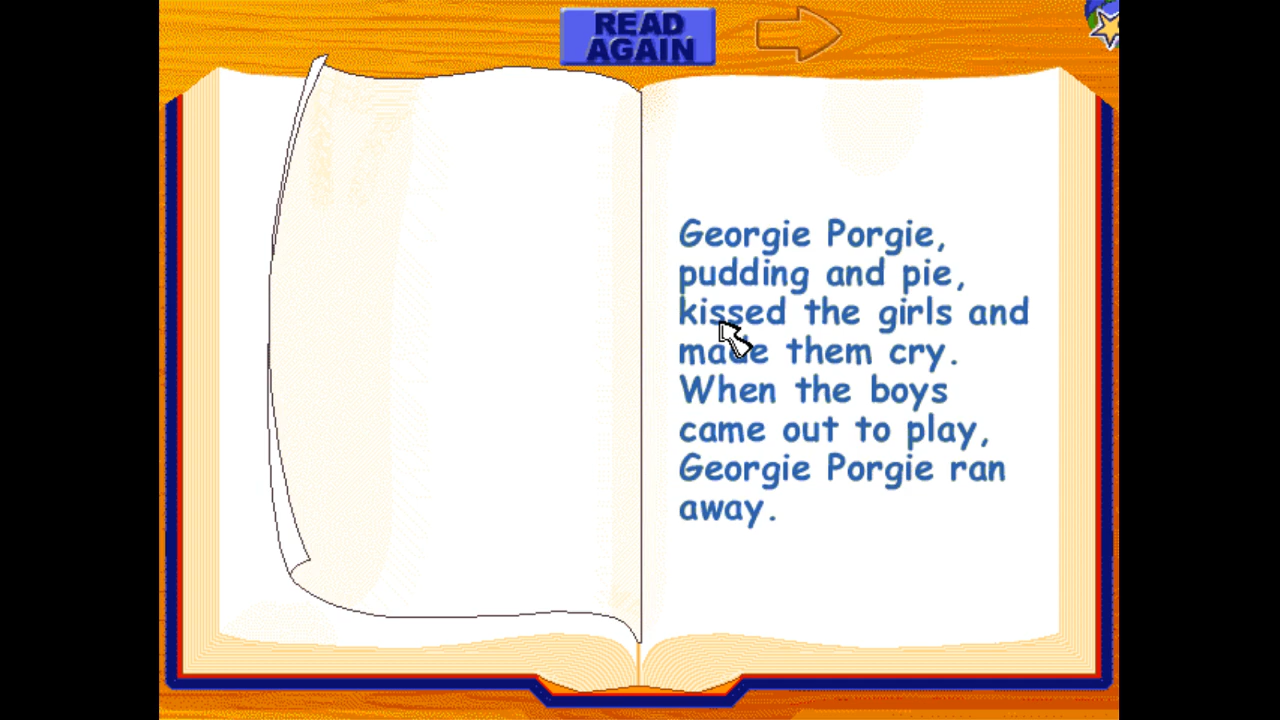 READ
AGAIN
Georgie Porgie,
pudding and pie,
kissed the girls and
made them cry.
When the boys
came out to play,
Georgie Porgie ran
away.